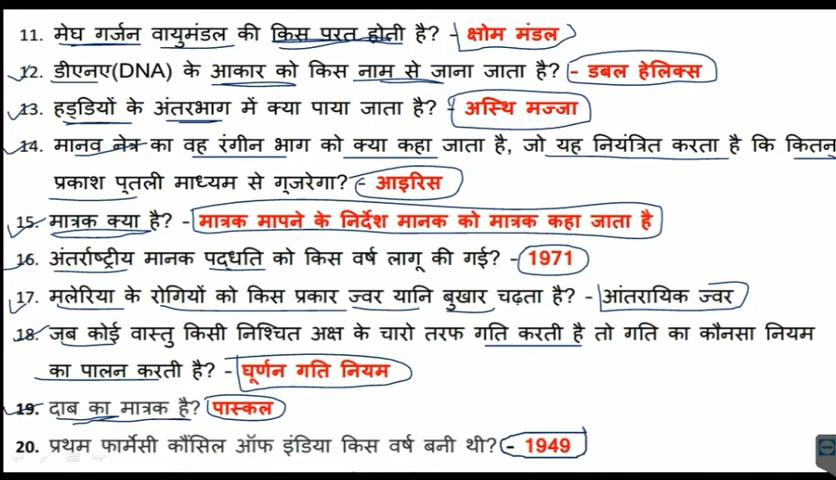 11. मेघ गर्जन वायुमंडल की किस परत होती है? - क्षोम मंडल
12. डीएनए(DNA) के आकार को किस नाम से जाना जाता है? - डबल हेलिक्स
13. हड्डियों के अंतरभाग में क्या पाया जाता है? - अस्थि मज्जा
14. मानव नेत्र का वह रंगीन भाग को क्या कहा जाता है, जो यह नियंत्रित करता है कि कितन
प्रकाश पुतली माध्यम से गुजरेगा? - आइरिस
15. मात्रक क्या है? - मात्रक मापने के निर्देश मानक को मात्रक कहा जाता है
16. अंतर्राष्ट्रीय मानक पद्धति को किस वर्ष लागू की गई? - 1971
17. मलेरिया के रोगियों को किस प्रकार ज्वर यानि बुखार चढ़ता है? - आंतरायिक ज्वर
18. जब कोई वास्तु किसी निश्चित अक्ष के चारो तरफ गति करती है तो गति का कौनसा नियम
का पालन करती है? - घूर्णन गति नियम
19. दाब का मात्रक है? पास्कल
20. प्रथम फार्मेसी कौंसिल ऑफ इंडिया किस वर्ष बनी थी? - 1949